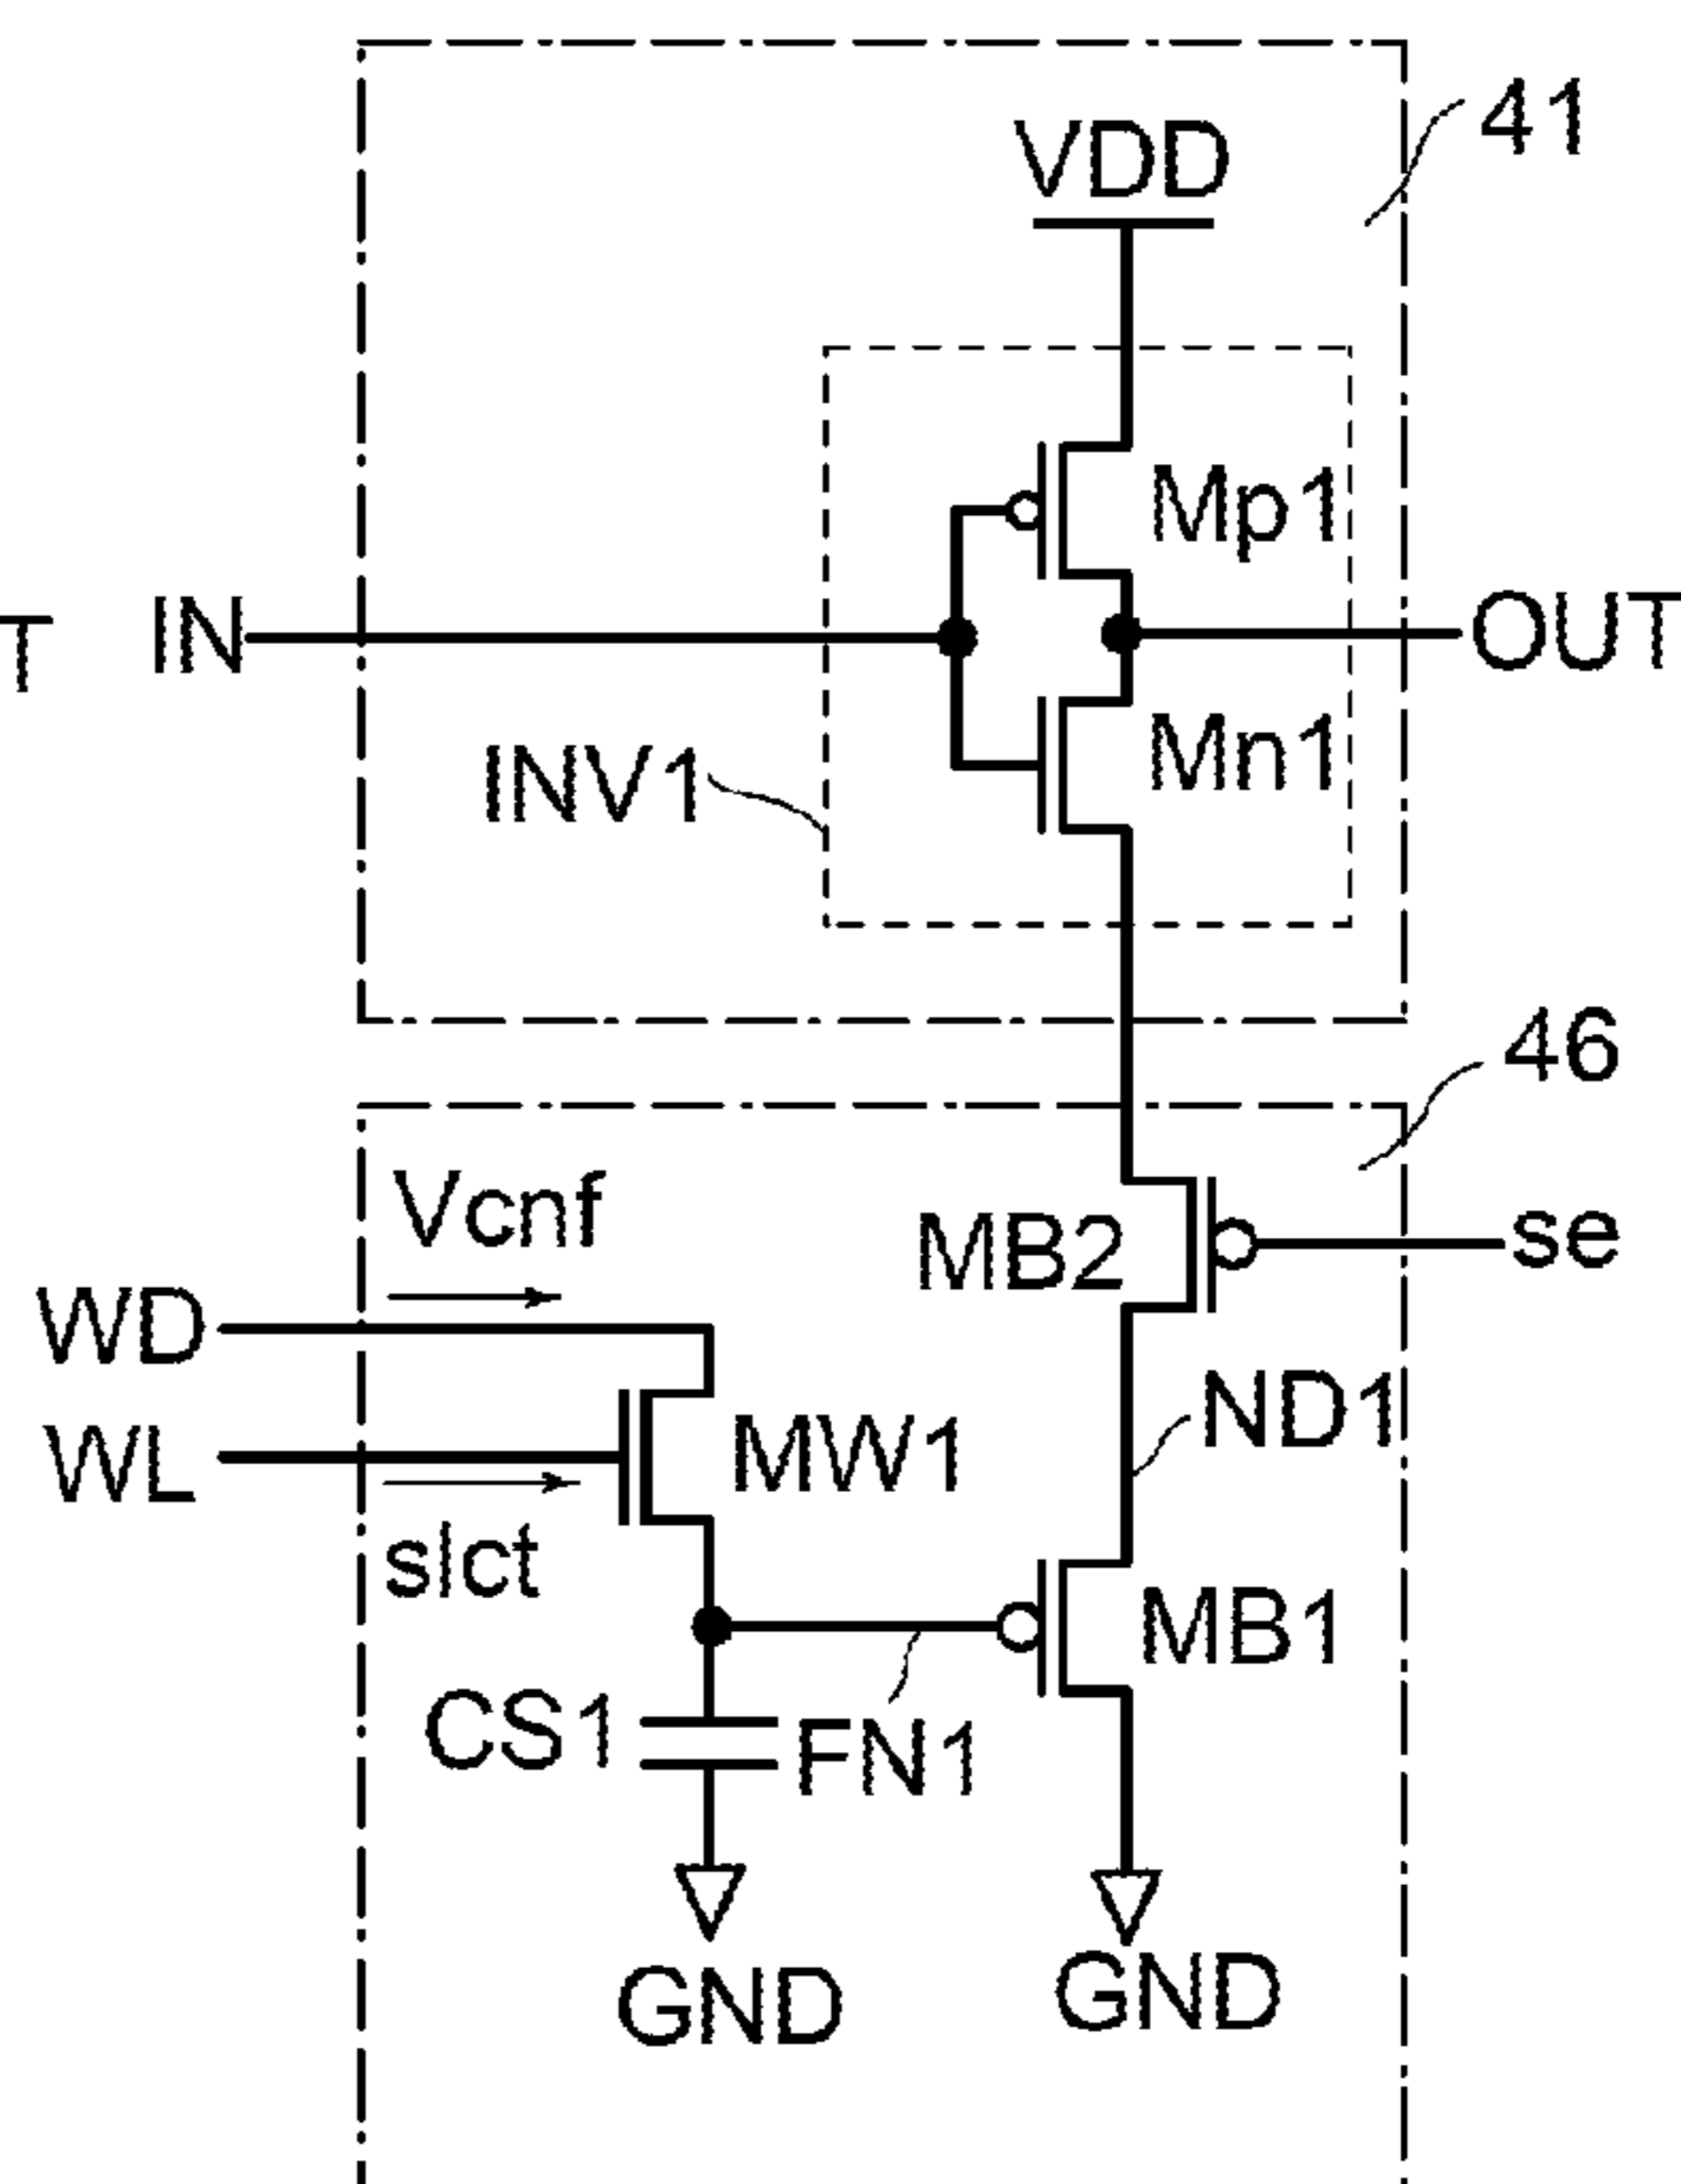 41
VDD
Mp1
T
IN
OUT
Mn1
INV1
46
Vcnf
MB2
se
WD
ND1
WL
MW1
slct
MB1
CS1
FN1
GND
GND